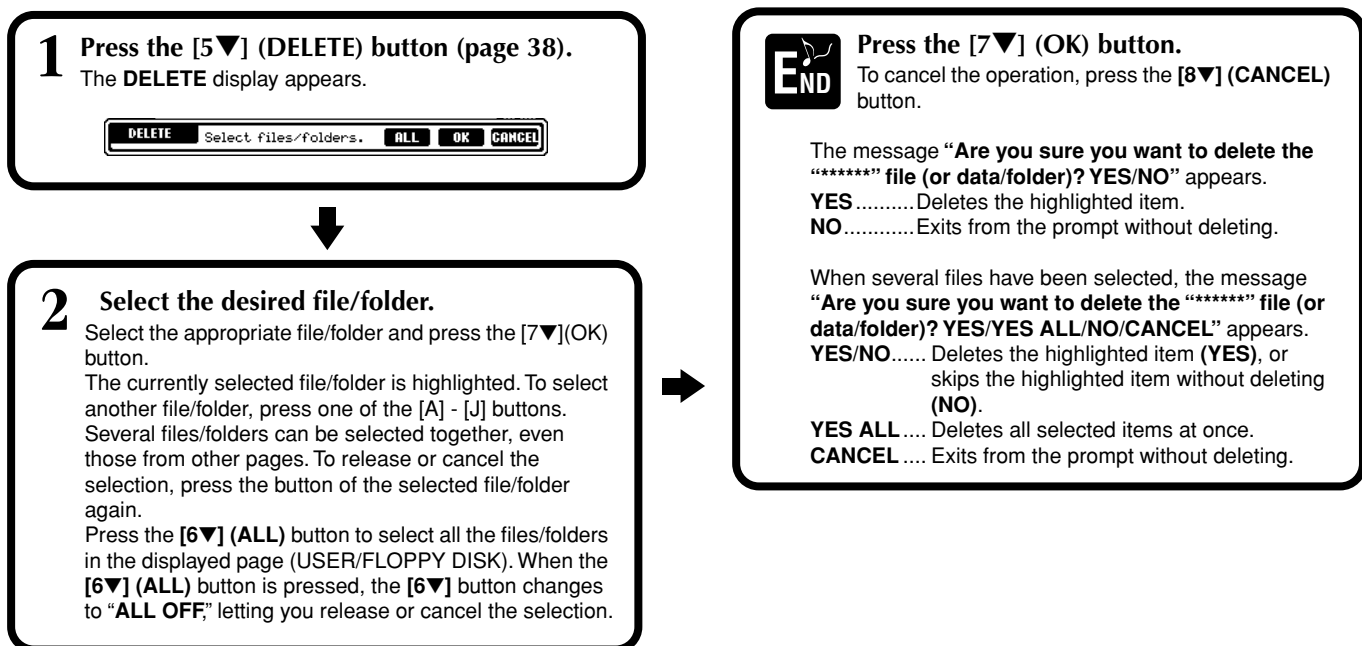 1 Press the [5▼] (DELETE) button (page 38).
The DELETE display appears.
DELETE Select files/folders. ALL OK CANCEL
2 Select the desired file/folder.
Select the appropriate file/folder and press the [7▼](OK)
button.
The currently selected file/folder is highlighted. To select
another file/folder, press one of the [A] - [J] buttons.
Several files/folders can be selected together, even
those from other pages. To release or cancel the
selection, press the button of the selected file/folder
again.
Press the [6▼] (ALL) button to select all the files/folders
in the displayed page (USER/FLOPPY DISK). When the
[6▼] (ALL) button is pressed, the [6▼] button changes
to “ALL OFF,” letting you release or cancel the selection.
END Press the [7▼] (OK) button.
To cancel the operation, press the [8▼] (CANCEL)
button.
The message “Are you sure you want to delete the
“******” file (or data/folder)? YES/NO” appears.
YES..........Deletes the highlighted item.
NO............Exits from the prompt without deleting.
When several files have been selected, the message
“Are you sure you want to delete the “******” file (or
data/folder)? YES/YES ALL/NO/CANCEL” appears.
YES/NO...... Deletes the highlighted item (YES), or
skips the highlighted item without deleting
(NO).
YES ALL.... Deletes all selected items at once.
CANCEL.... Exits from the prompt without deleting.